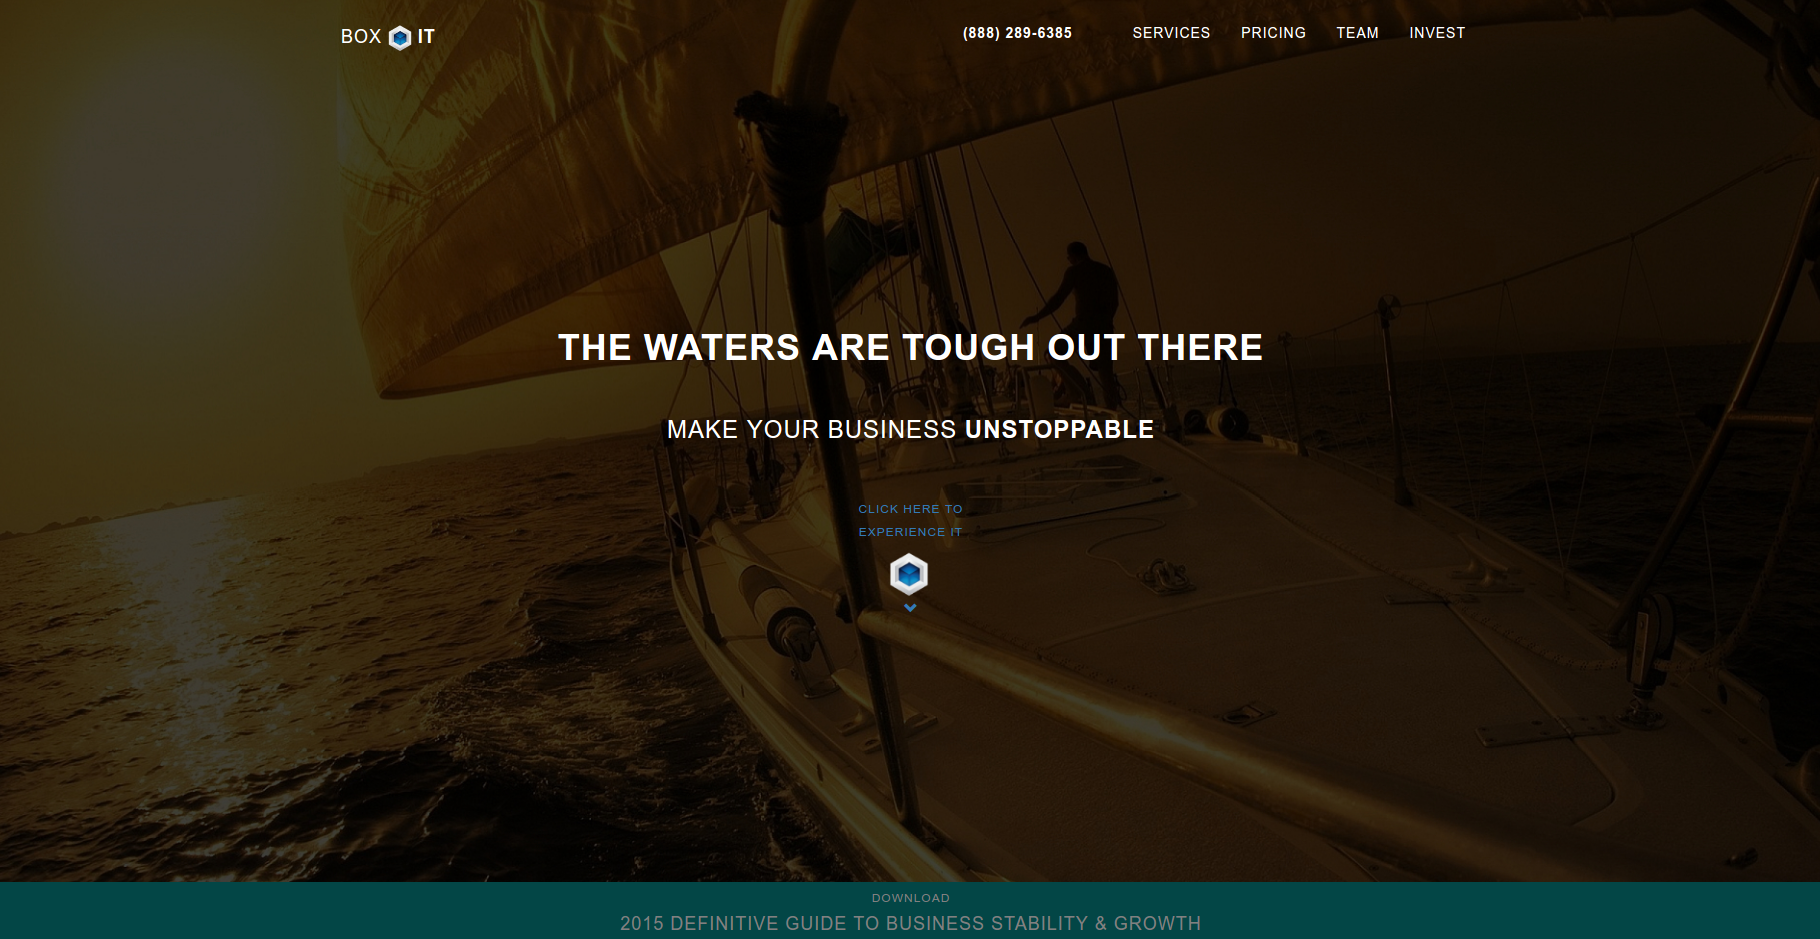 BOX IT
(888) 289-6385 SERVICES PRICING TEAM INVEST
THE WATERS ARE TOUGH OUT THERE
MAKE YOUR BUSINESS UNSTOPPABLE
CLICK HERE TO
EXPERIENCE IT
DOWNLOAD
2015 DEFINITIVE GUIDE TO BUSINESS STABILITY & GROWTH